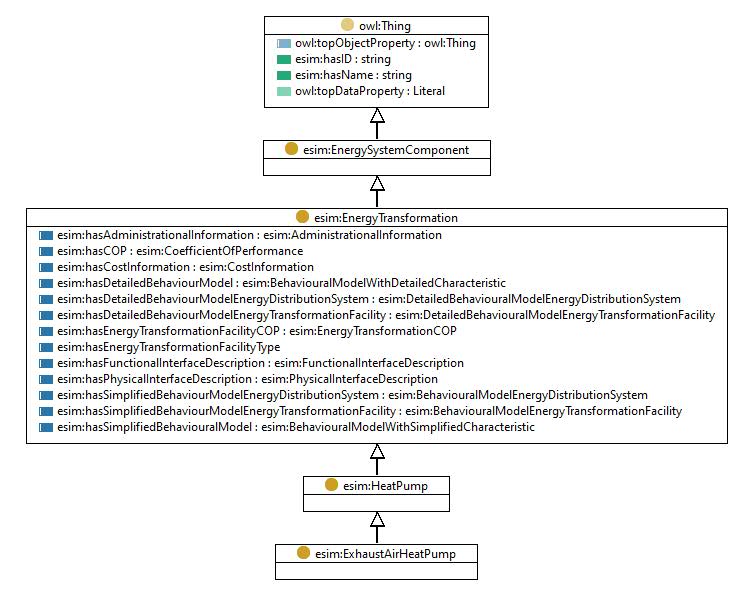 owl:Thing
owl:topObjectProperty : owl:Thing
esim:hasID : string
esim:hasName : string
owl:topDataProperty : Literal
esim:EnergySystemComponent
esim:EnergyTransformation
esim:hasAdministrationalInformation : esim:AdministrationalInformation
esim:hasCOP : esim:CoefficientOfPerformance
esim:hasCostInformation : esim:CostInformation
esim:hasDetailedBehaviourModel : esim:BehaviouralModelWithDetailedCharacteristic
esim:hasDetailedBehaviourModelEnergyDistributionSystem : esim:DetailedBehaviouralModelEnergyDistributionSystem
esim:hasDetailedBehaviourModelEnergyTransformationFacility : esim:DetailedBehaviouralModelEnergyTransformationFacility
esim:hasEnergyTransformationFacilityCOP : esim:EnergyTransformationCOP
esim:hasEnergyTransformationFacilityType
esim:hasFunctionalInterfaceDescription : esim:FunctionalInterfaceDescription
esim:hasPhysicalInterfaceDescription : esim:PhysicalInterfaceDescription
esim:hasSimplifiedBehaviourModelEnergyDistributionSystem : esim:BehaviouralModelEnergyDistributionSystem
esim:hasSimplifiedBehaviourModelEnergyTransformationFacility : esim:BehaviouralModelEnergyTransformationFacility
esim:hasSimplifiedBehaviouralModel : esim:BehaviouralModelWithSimplifiedCharacteristic
esim:HeatPump
esim:ExhaustAirHeatPump